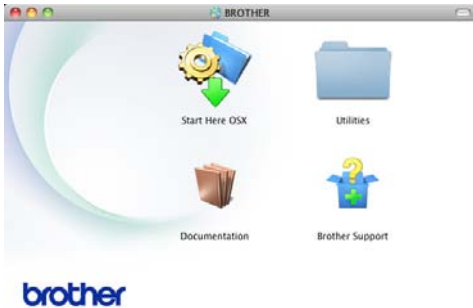 BROTHER
Start Here OSX
Utilities
Documentation
Brother Support
brother